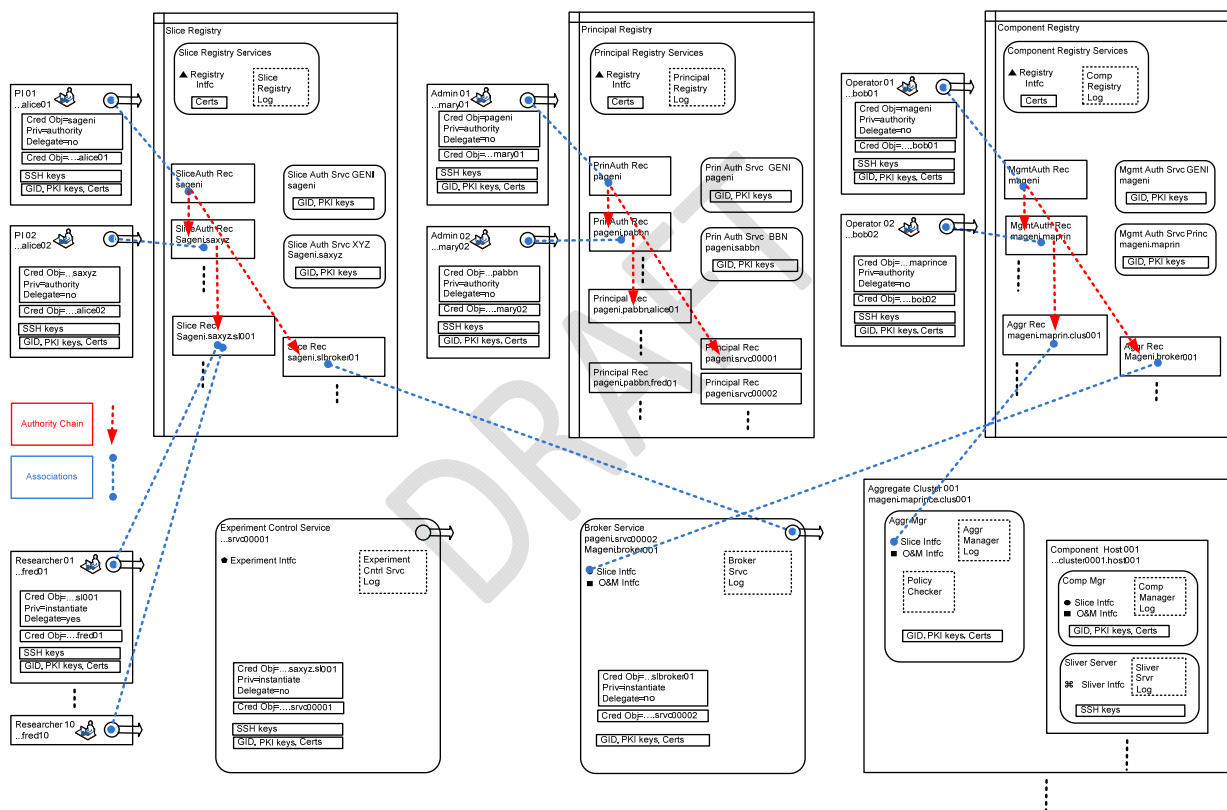 Slice Registry
Slice Registry Services
Registry
Intfc
Certs
Slice
Registry
Log
PI 01
...alice01
Cred Obj=sageni
Priv=authority
Delegate=no
Cred Obj=....alice01
SSH keys
GID, PKI keys, Certs
SliceAuth Rec
sageni
Slice Auth Srvc GENI
sageni
GID, PKI keys
SliceAuth Rec
Sageni.saxyz
Slice Auth Srvc XYZ
Sageni.saxyz
GID, PKI keys
PI 02
...alice02
Cred Obj=...saxyz
Priv=authority
Delegate=no
Cred Obj=....alice02
SSH keys
GID, PKI keys, Certs
Slice Rec
Sageni.saxyz.sl001
Slice Rec
sageni.slbroker01
Principal Registry
Principal Registry Services
Registry
Intfc
Certs
Principal
Registry
Log
Admin 01
...mary01
Cred Obj=pageni
Priv=authority
Delegate=no
Cred Obj=...mary01
SSH keys
GID, PKI keys, Certs
PrinAuth Rec
pageni
Prin Auth Srvc GENI
pageni
GID, PKI keys
PrinAuth Rec
pageni.pabbn
Prin Auth Srvc BBN
pageni.sabbn
GID, PKI keys
Admin 02
...mary02
Cred Obj=...pabbn
Priv=authority
Delegate=no
Cred Obj=....mary02
SSH keys
GID, PKI keys, Certs
Principal Rec
pageni.pabbn.alice01
Principal Rec
pageni.srvc00001
Principal Rec
pageni.pabbn.fred01
Principal Rec
pageni.srvc00002
Component Registry
Component Registry Services
Registry
Intfc
Certs
Comp
Registry
Log
Operator 01
...bob01
Cred Obj=mageni
Priv=authority
Delegate=no
Cred Obj=....bob01
SSH keys
GID, PKI keys, Certs
MgmtAuth Rec
mageni
Mgmt Auth Srvc GENI
mageni
GID, PKI keys
MgmtAuth Rec
mageni.maprin
Mgmt Auth Srvc Princ
mageni.maprin
GID, PKI keys
Operator 02
...bob02
Cred Obj=...maprince
Priv=authority
Delegate=no
Cred Obj=....bob02
SSH keys
GID, PKI keys, Certs
Aggr Rec
mageni.maprin.clus001
Aggr Rec
Mageni.broker001
DRAFT
Authority Chain
Associations
Researcher 01
...fred01
Cred Obj=...sl001
Priv=instantiate
Delegate=yes
Cred Obj=....fred01
SSH keys
GID, PKI keys, Certs
Researcher 10
...fred10
Experiment Control Service
...srvc00001
Experiment Intfc
Experiment
Cntrl Srvc
Log
Cred Obj=...saxyz.sl001
Priv=instantiate
Delegate=no
Cred Obj=....srvc00001
SSH keys
GID, PKI keys, Certs
Broker Service
pageni.srvc00002
Mageni.broker001
Slice Intfc
O&M Intfc
Broker
Srvc
Log
Cred Obj=...slbroker01
Priv=instantiate
Delegate=no
Cred Obj=....srvc00002
GID, PKI keys, Certs
Aggregate Cluster 001
mageni.maprince.clus001
Aggr Mgr
Slice Intfc
O&M Intfc
Aggr
Manager
Log
Policy
Checker
GID, PKI keys, Certs
Component Host 001
...cluster0001.host001
Comp Mgr
Slice Intfc
O&M Intfc
Comp
Manager
Log
GID, PKI keys, Certs
Sliver Server
Sliver Intfc
Sliver
Srvr
Log
SSH keys